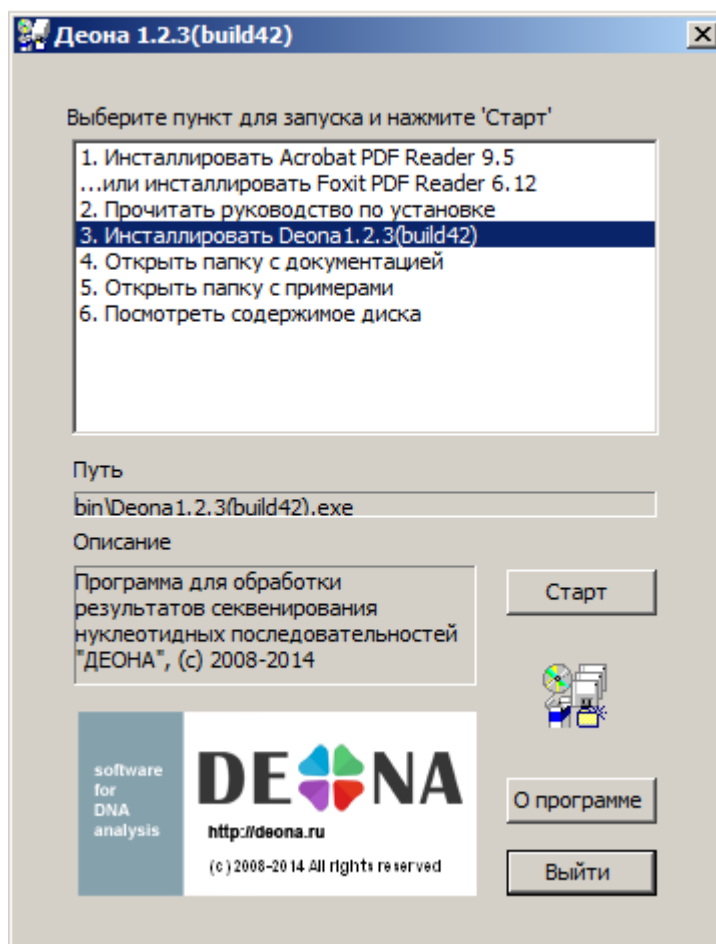 Деона 1.2.3(build42)
Выберите пункт для запуска и нажмите 'Старт'
1. Инсталлировать Acrobat PDF Reader 9.5
...или инсталлировать Foxit PDF Reader 6.12
2. Прочитать руководство по установке
3. Инсталлировать Deona1.2.3(build42)
4. Открыть папку с документацией
5. Открыть папку с примерами
6. Посмотреть содержимое диска
Путь
bin\Deona1.2.3(build42).exe
Описание
Программа для обработки
результатов секвенирования
нуклеотидных последовательностей
"ДЕОНА", (c) 2008-2014
Старт
software
for
DNA
analysis
DEONA
http://deona.ru
(c) 2008-2014 All rights reserved
О программе
Выйти